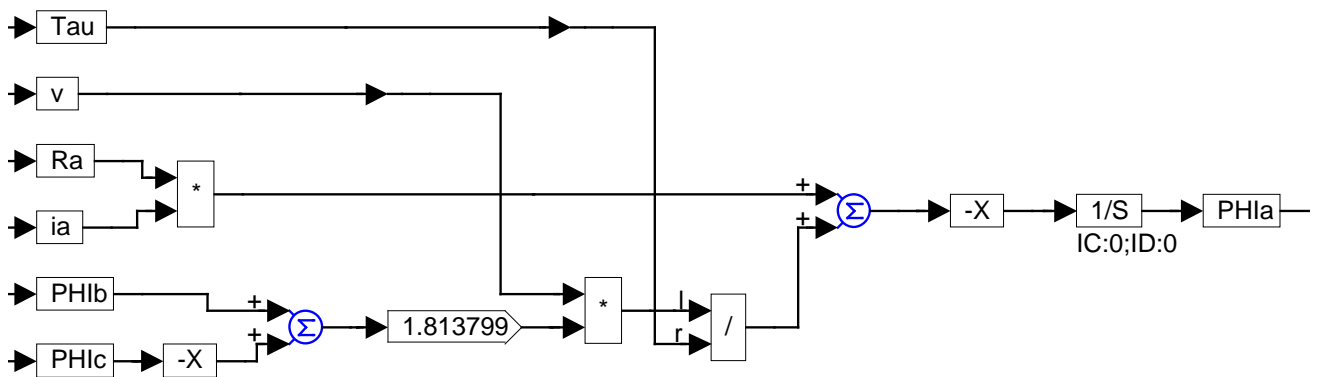 Tau
v
Ra
*
ia
+
+
Σ
-X
1/S
IC:0;ID:0
PHIa
PHIb
+
+
Σ
1.813799
*
l
r
/
PHIc
-X